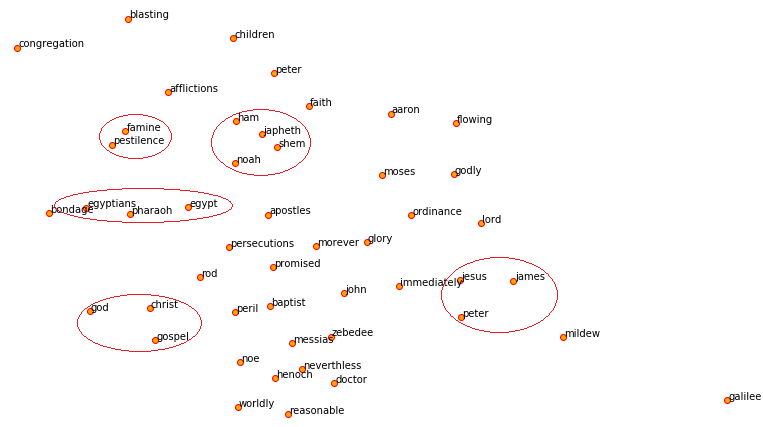 blasting
children
congregation
peter
afflictions
faith
aaron
ham
flowing
famine
japheth
pestilence
shem
noah
moses
godly
egyptians
egypt
bondage
pharaoh
apostles
ordinance
lord
persecutions
morever
glory
promised
rod
immediately
jesus
james
john
god
christ
peril
baptist
peter
gospel
messias
zebedee
mildew
noe
neverthless
henoch
doctor
galilee
worldly
reasonable